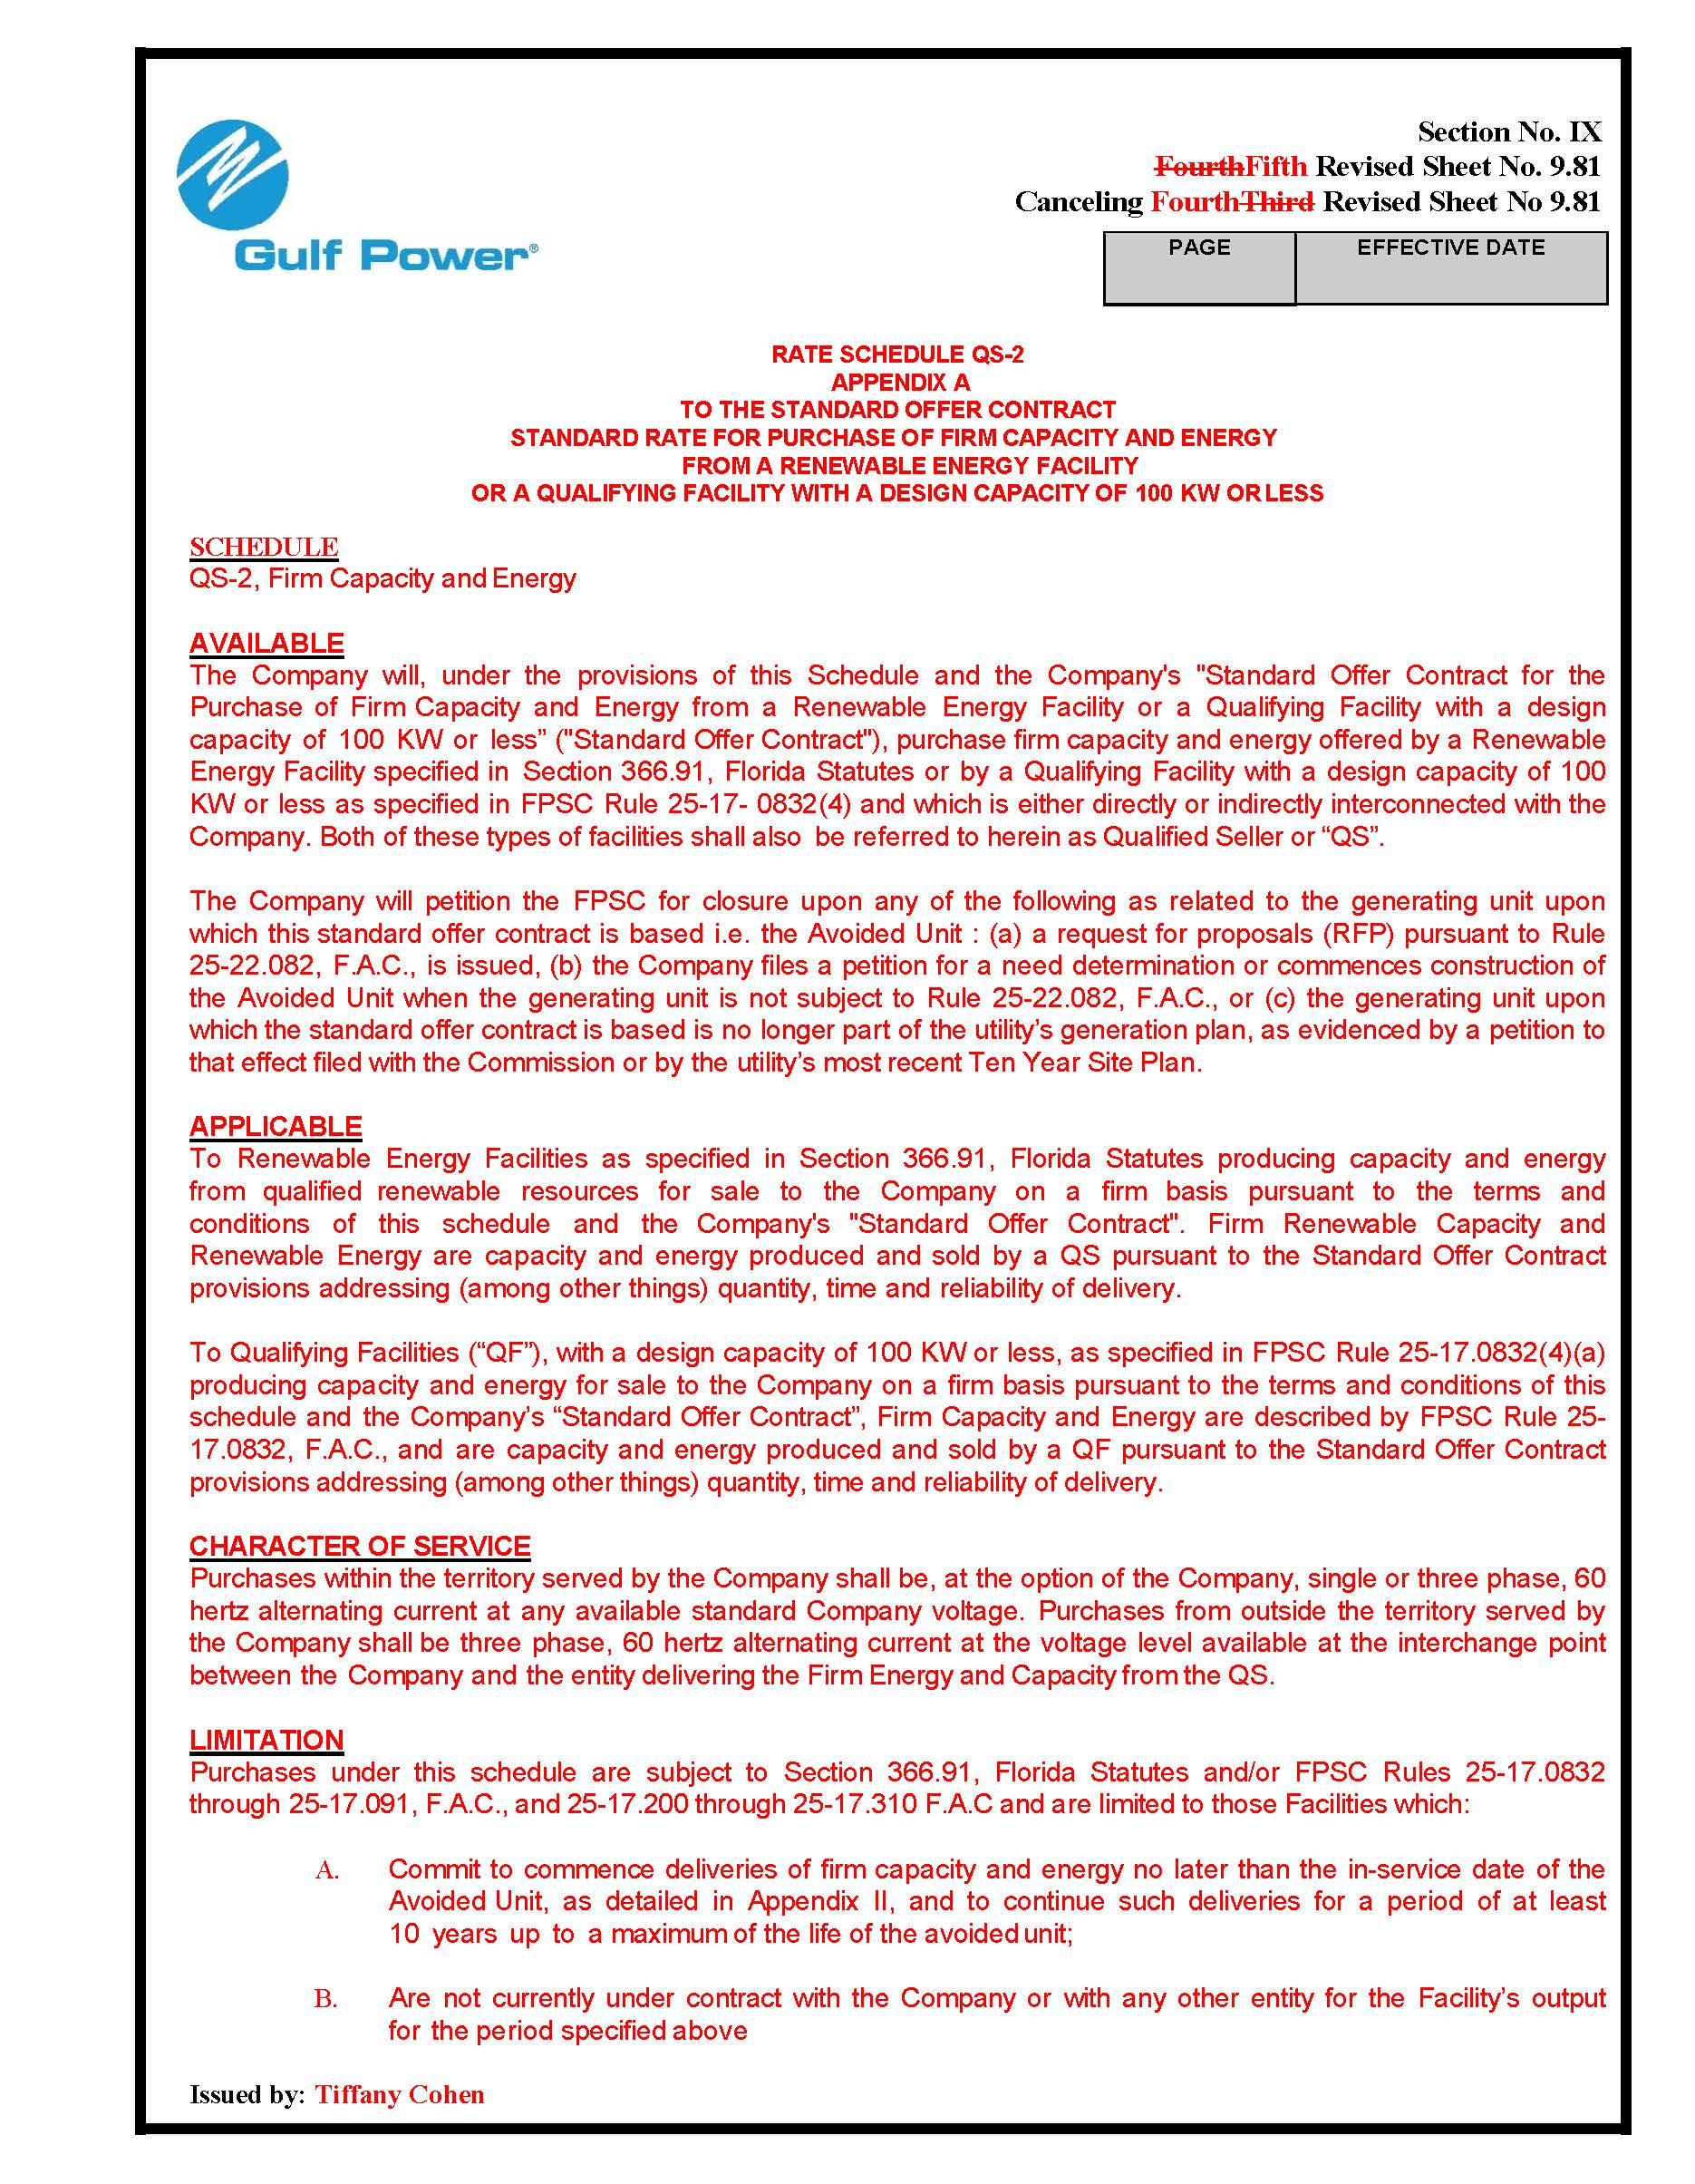 Section No. IX
FourthFifth Revised Sheet No. 9.81
Canceling FourthThird Revised Sheet No 9.81
Gulf Power®
PAGE EFFECTIVE DATE
RATE SCHEDULE QS-2
APPENDIX A
TO THE STANDARD OFFER CONTRACT
STANDARD RATE FOR PURCHASE OF FIRM CAPACITY AND ENERGY
FROM A RENEWABLE ENERGY FACILITY
OR A QUALIFYING FACILITY WITH A DESIGN CAPACITY OF 100 KW OR LESS
SCHEDULE
QS-2, Firm Capacity and Energy
AVAILABLE
The Company will, under the provisions of this Schedule and the Company's "Standard Offer Contract for the
Purchase of Firm Capacity and Energy from a Renewable Energy Facility or a Qualifying Facility with a design
capacity of 100 KW or less” ("Standard Offer Contract"), purchase firm capacity and energy offered by a Renewable
Energy Facility specified in Section 366.91, Florida Statutes or by a Qualifying Facility with a design capacity of 100
KW or less as specified in FPSC Rule 25-17- 0832(4) and which is either directly or indirectly interconnected with the
Company. Both of these types of facilities shall also be referred to herein as Qualified Seller or “QS”.
The Company will petition the FPSC for closure upon any of the following as related to the generating unit upon
which this standard offer contract is based i.e. the Avoided Unit : (a) a request for proposals (RFP) pursuant to Rule
25-22.082, F.A.C., is issued, (b) the Company files a petition for a need determination or commences construction of
the Avoided Unit when the generating unit is not subject to Rule 25-22.082, F.A.C., or (c) the generating unit upon
which the standard offer contract is based is no longer part of the utility’s generation plan, as evidenced by a petition to
that effect filed with the Commission or by the utility’s most recent Ten Year Site Plan.
APPLICABLE
To Renewable Energy Facilities as specified in Section 366.91, Florida Statutes producing capacity and energy
from qualified renewable resources for sale to the Company on a firm basis pursuant to the terms and
conditions of this schedule and the Company's "Standard Offer Contract". Firm Renewable Capacity and
Renewable Energy are capacity and energy produced and sold by a QS pursuant to the Standard Offer Contract
provisions addressing (among other things) quantity, time and reliability of delivery.
To Qualifying Facilities (“QF”), with a design capacity of 100 KW or less, as specified in FPSC Rule 25-17.0832(4)(a)
producing capacity and energy for sale to the Company on a firm basis pursuant to the terms and conditions of this
schedule and the Company’s “Standard Offer Contract”, Firm Capacity and Energy are described by FPSC Rule 25-
17.0832, F.A.C., and are capacity and energy produced and sold by a QF pursuant to the Standard Offer Contract
provisions addressing (among other things) quantity, time and reliability of delivery.
CHARACTER OF SERVICE
Purchases within the territory served by the Company shall be, at the option of the Company, single or three phase, 60
hertz alternating current at any available standard Company voltage. Purchases from outside the territory served by
the Company shall be three phase, 60 hertz alternating current at the voltage level available at the interchange point
between the Company and the entity delivering the Firm Energy and Capacity from the QS.
LIMITATION
Purchases under this schedule are subject to Section 366.91, Florida Statutes and/or FPSC Rules 25-17.0832
through 25-17.091, F.A.C., and 25-17.200 through 25-17.310 F.A.C and are limited to those Facilities which:
A. Commit to commence deliveries of firm capacity and energy no later than the in-service date of the
Avoided Unit, as detailed in Appendix II, and to continue such deliveries for a period of at least
10 years up to a maximum of the life of the avoided unit;
B. Are not currently under contract with the Company or with any other entity for the Facility’s output
for the period specified above
Issued by: Tiffany Cohen